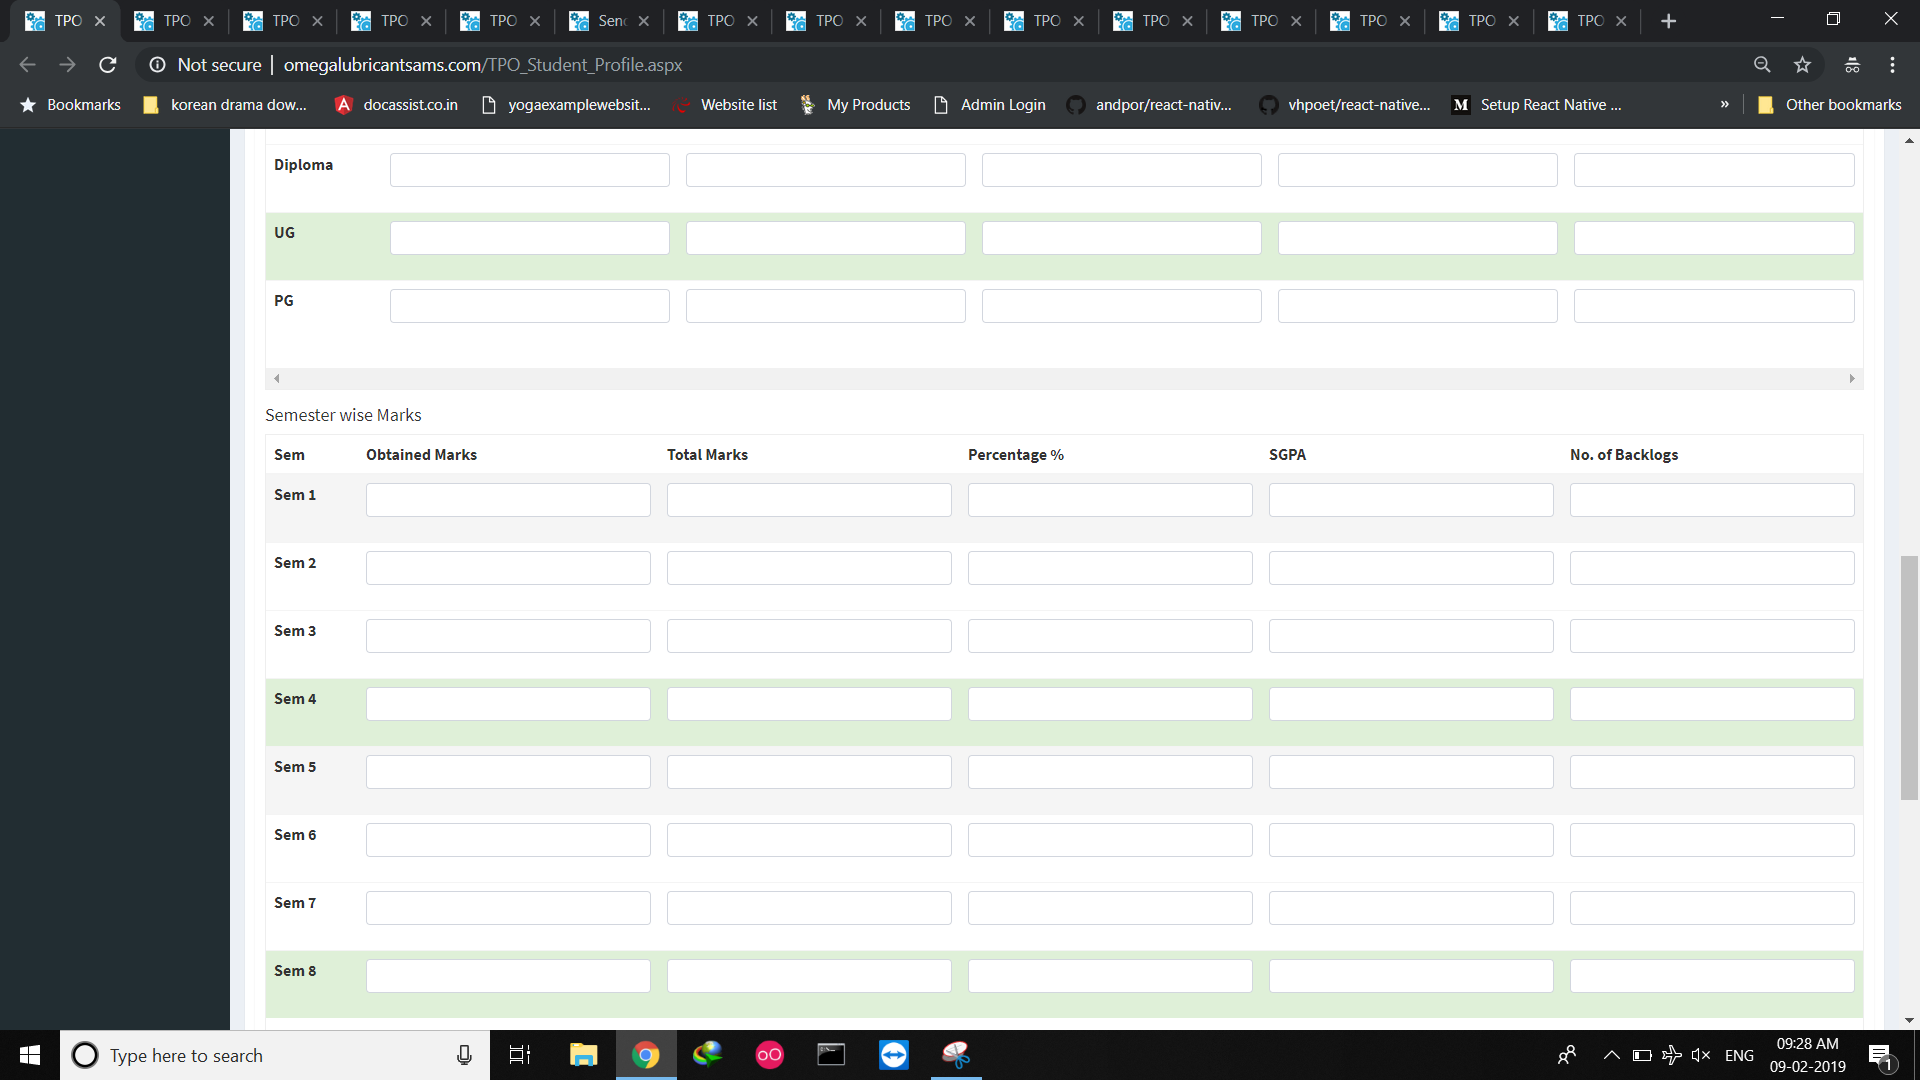 TPO TPO TPO TPO TPO Sen TPO TPO TPO TPO TPO TPO TPO TPO TPO
Not secure | omegalubricantsams.com/TPO_Student_Profile.aspx
Bookmarks korean drama dow... docassist.co.in yogaexamplewebsit... Website list My Products Admin Login andpor/react-nativ... vhpoet/react-native... M Setup React Native ... » Other bookmarks
Diploma
UG
PG
Semester wise Marks
Sem Obtained Marks Total Marks Percentage % SGPA No. of Backlogs
Sem 1
Sem 2
Sem 3
Sem 4
Sem 5
Sem 6
Sem 7
Sem 8
Type here to search
ENG
09:28 AM
09-02-2019
1